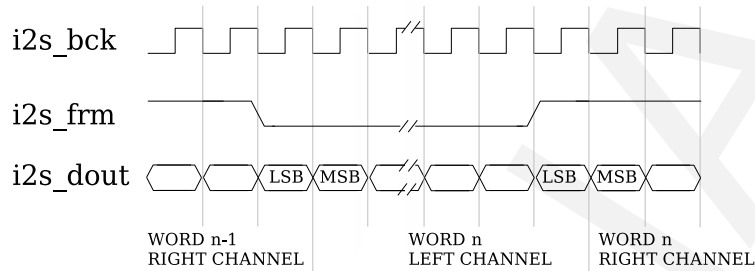 i2s_bck
i2s_frm
i2s_dout
LSB MSB LSB MSB
WORD n-1
RIGHT CHANNEL
WORD n
LEFT CHANNEL
WORD n
RIGHT CHANNEL